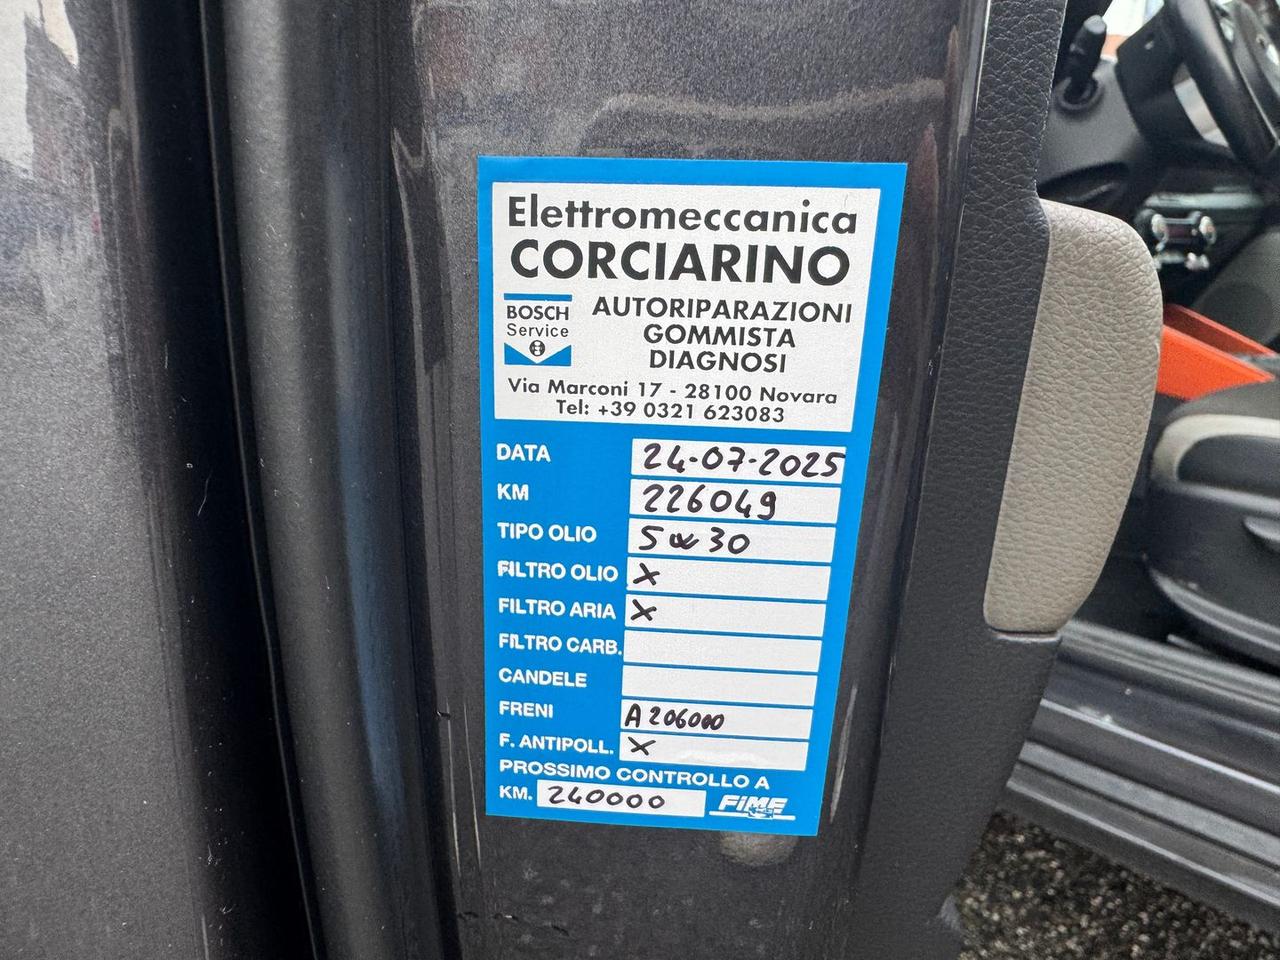 Elettromeccanica
CORCIARINO
BOSCH
Service
AUTORIPARAZIONI
GOMMISTA
DIAGNOSI
Via Marconi 17 - 28100 Novara
Tel: +39 0321 623083
DATA 24-07-2025
KM 226049
TIPO OLIO 5w30
FILTRO OLIO X
FILTRO ARIA X
FILTRO CARB.
CANDELE
FRENI A 206000
F. ANTIPOLL. X
PROSSIMO CONTROLLO A
KM. 240000 FIME